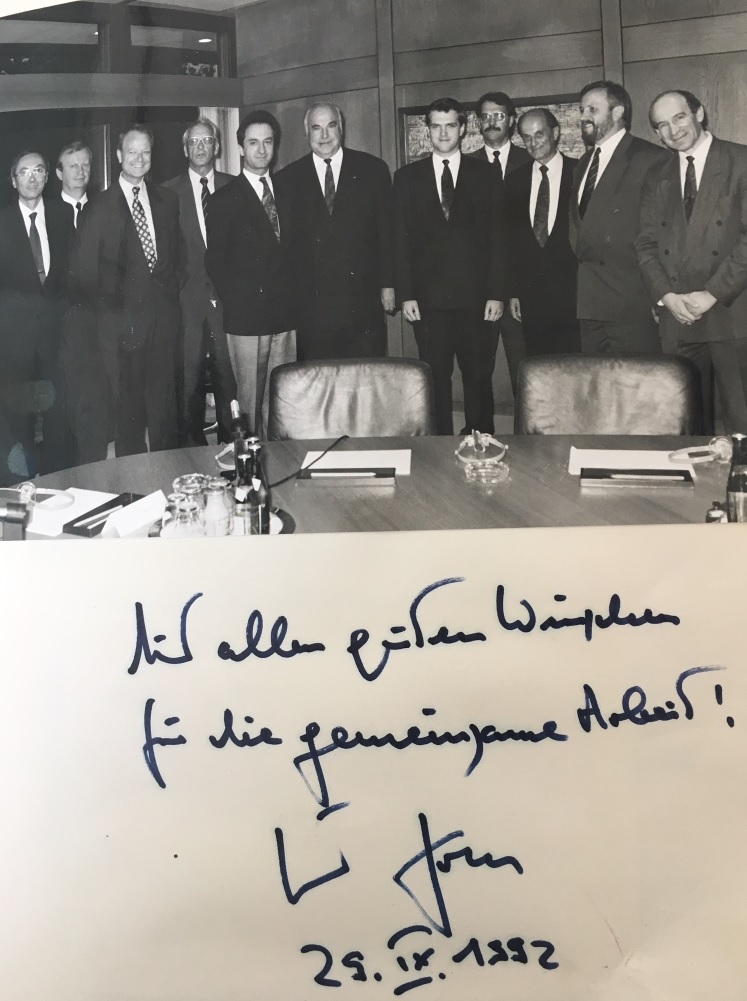 Mit allen guten Wünschen
für die gemeinsame Arbeit!
29. IX. 1992